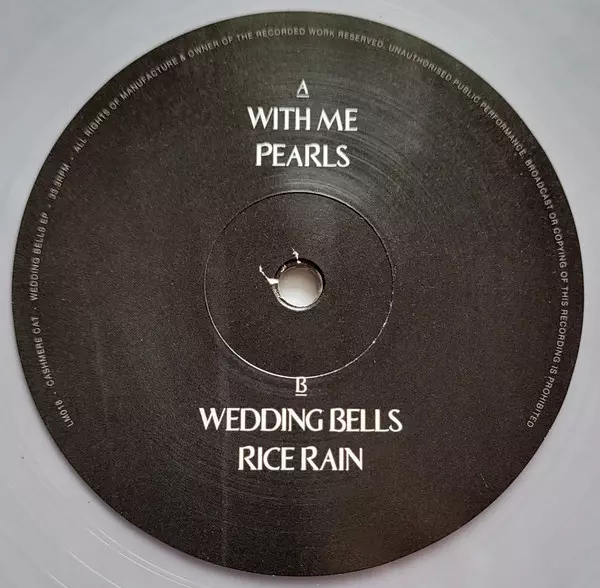 LM018 · CASHMERE CAT · WEDDING BELLS EP · 33.3RPM · ALL RIGHTS OF MANUFACTURE & OWNER OF THE RECORDED WORK RESERVED. UNAUTHORISED PUBLIC PERFORMANCE, BROADCAST OR COPYING OF THIS RECORDING IS PROHIBITED
A
WITH ME
PEARLS
B
WEDDING BELLS
RICE RAIN